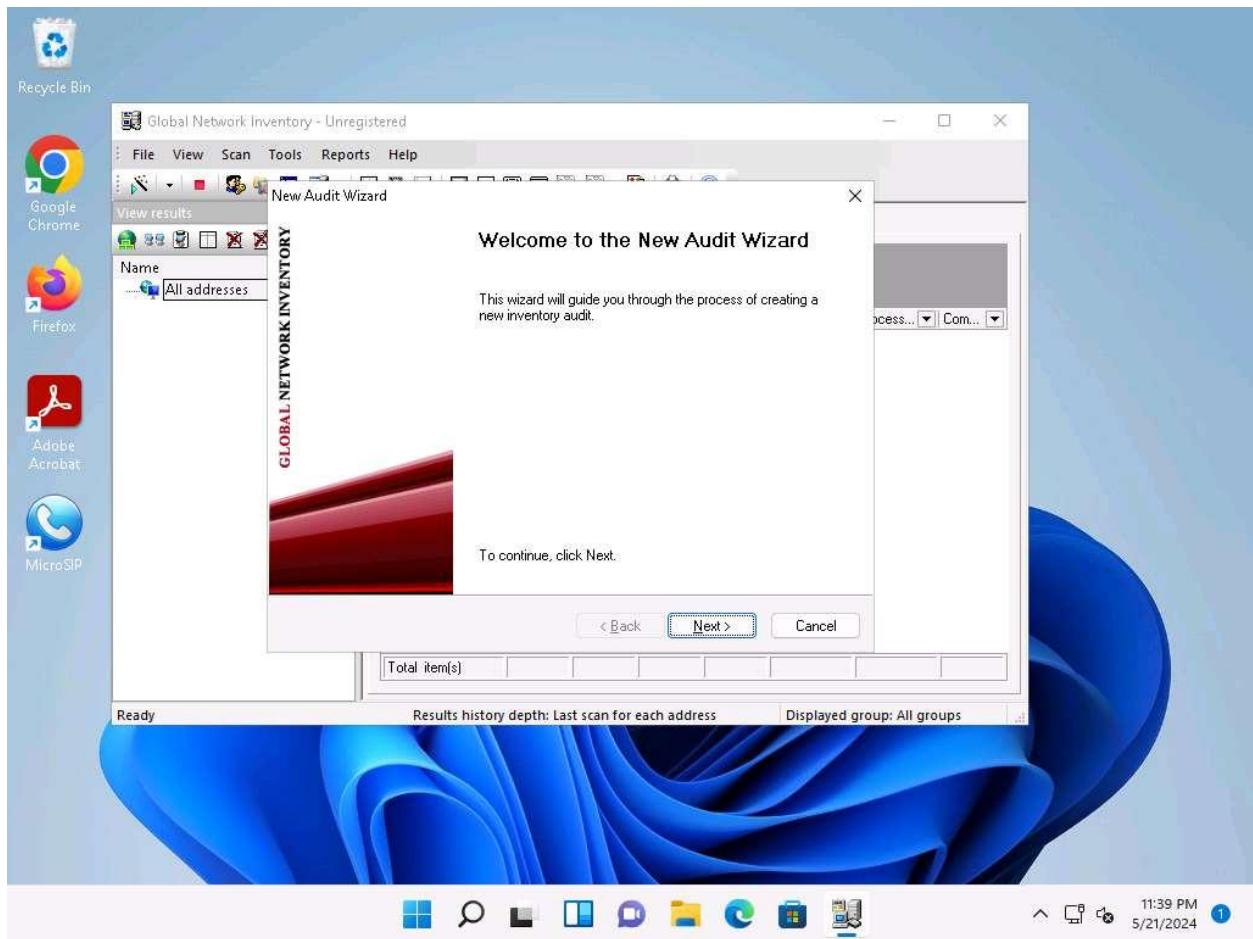 Recycle Bin
Google
Chrome
Firefox
Adobe
Acrobat
MicroSIP
Global Network Inventory - Unregistered
File View Scan Tools Reports Help
View results
Name
All addresses
New Audit Wizard
GLOBAL NETWORK INVENTORY
Welcome to the New Audit Wizard
This wizard will guide you through the process of creating a
new inventory audit.
To continue, click Next.
< Back Next > Cancel
ocess... Com...
Total item(s)
Ready Results history depth: Last scan for each address Displayed group: All groups
11:39 PM
5/21/2024
1